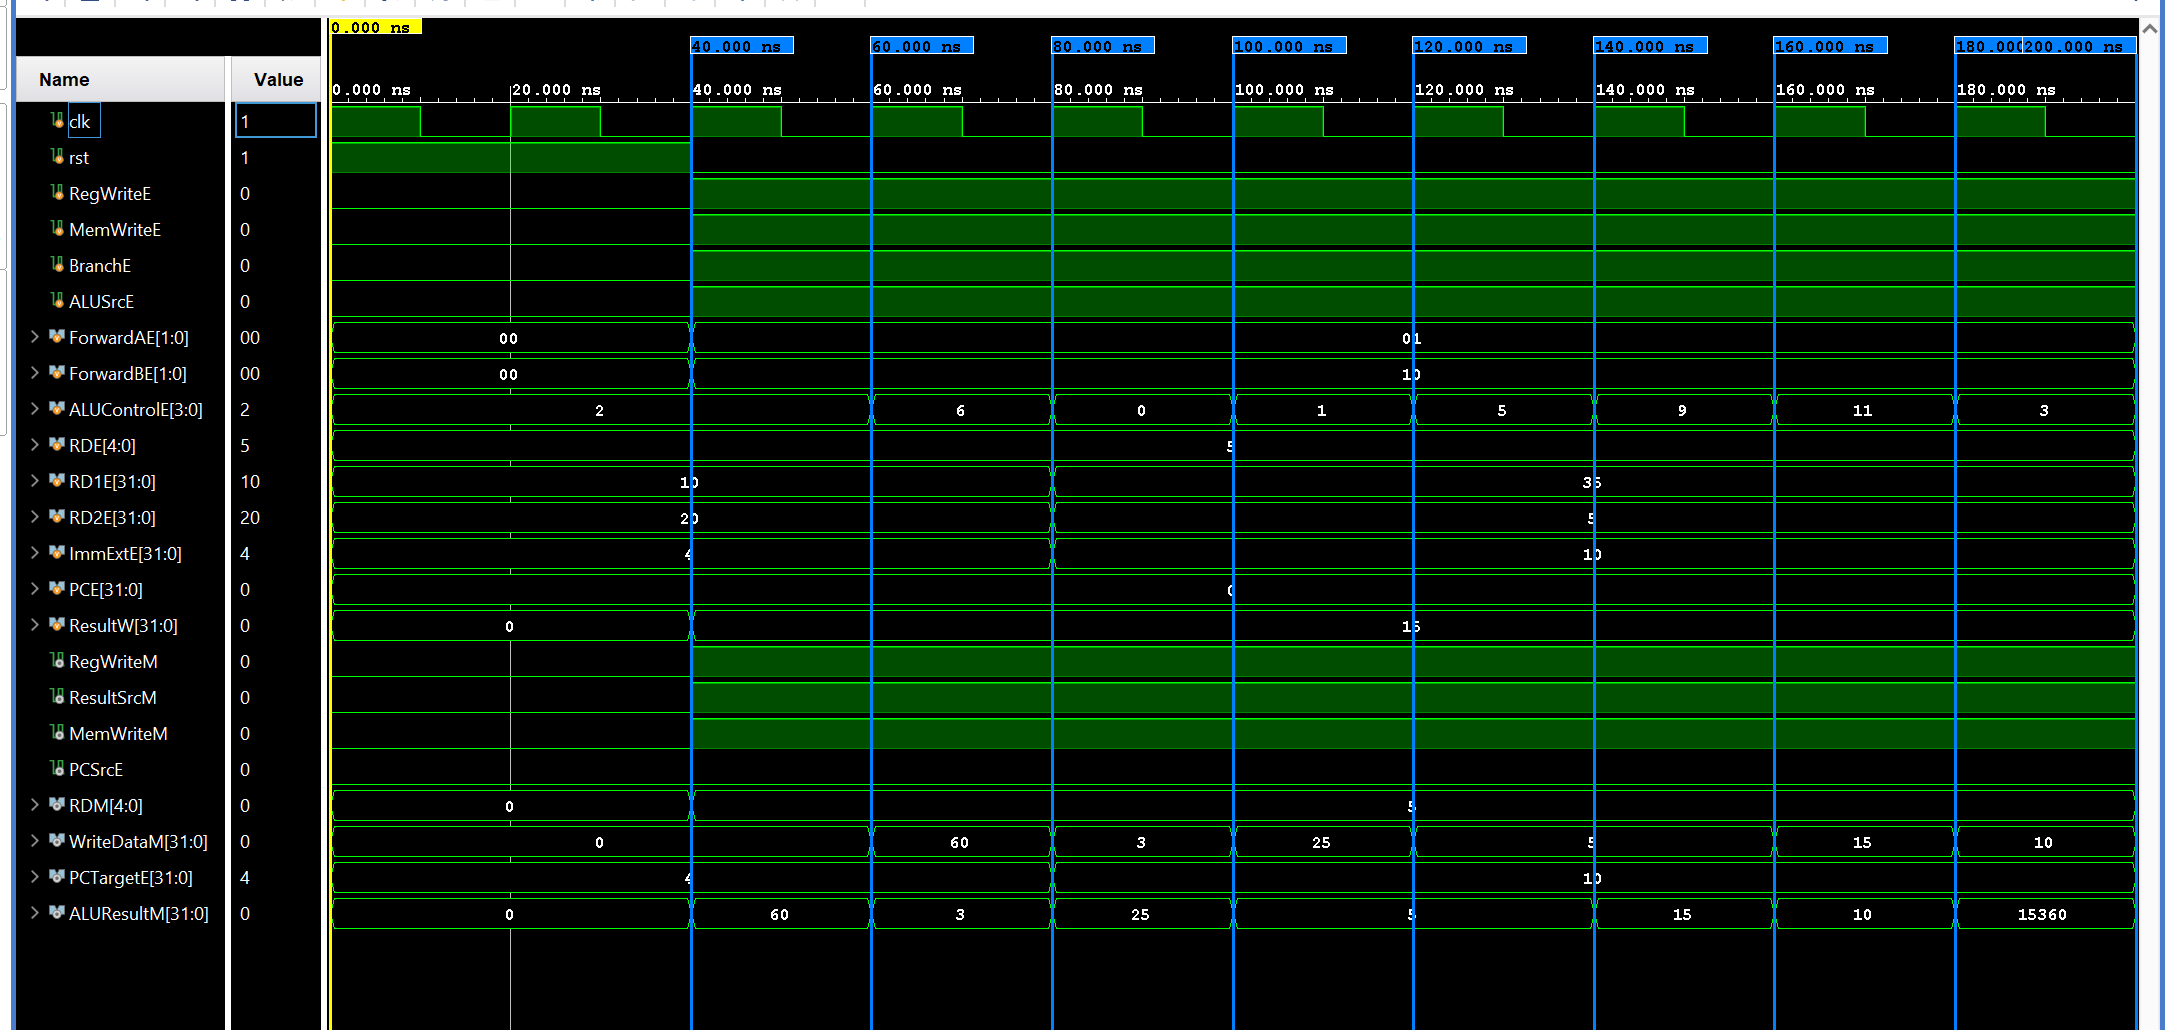 0.000 ns
40.000 ns 60.000 ns 80.000 ns 100.000 ns 120.000 ns 140.000 ns 160.000 ns 180.000 200.000 ns
Name Value
0.000 ns 20.000 ns 40.000 ns 60.000 ns 80.000 ns 100.000 ns 120.000 ns 140.000 ns 160.000 ns 180.000 ns
clk 1
rst 1
RegWriteE 0
MemWriteE 0
BranchE 0
ALUSrcE 0
ForwardAE[1:0] 00 00 01
ForwardBE[1:0] 00 00 10
ALUControlE[3:0] 2 2 6 0 1 5 9 11 3
RDE[4:0] 5 5
RD1E[31:0] 10 10
RD2E[31:0] 20 20 5
ImmExtE[31:0] 4 4 10
PCE[31:0] 0 0
ResultW[31:0] 0 0 15
RegWriteM 0
ResultSrcM 0
MemWriteM 0
PCSrcE 0
RDM[4:0] 0 0 5
WriteDataM[31:0] 0 0 60 3 25 5 15 10
PCTargetE[31:0] 4 4 10
ALUResultM[31:0] 0 0 60 3 25 5 15 10 15360